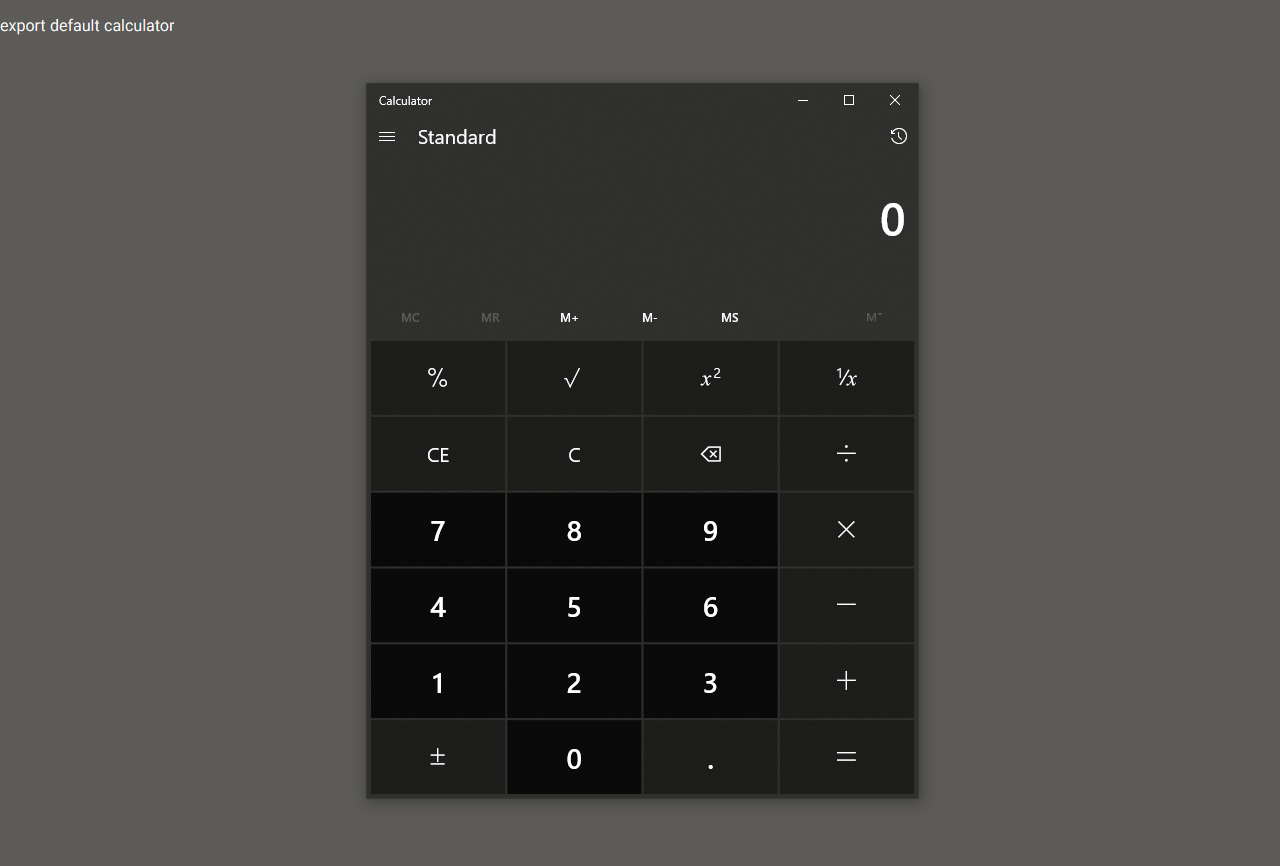 export default calculator
Calculator
Standard
0
MC MR M+ M- MS M˅
% √ x² ¹/x
CE C ÷
7 8 9 ×
4 5 6 −
1 2 3 +
± 0 . =